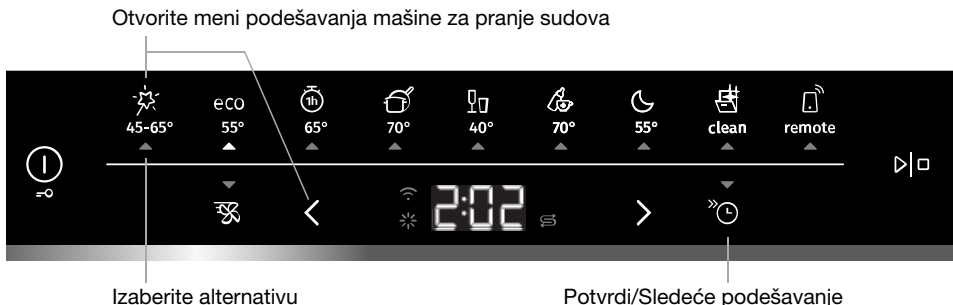 Otvorite meni podešavanja mašine za pranje sudova
1h
45-65° eco 55° 65° 70° 40° 70° 55° clean remote
2:02
Izaberite alternativu Potvrdi/Sledeće podešavanje